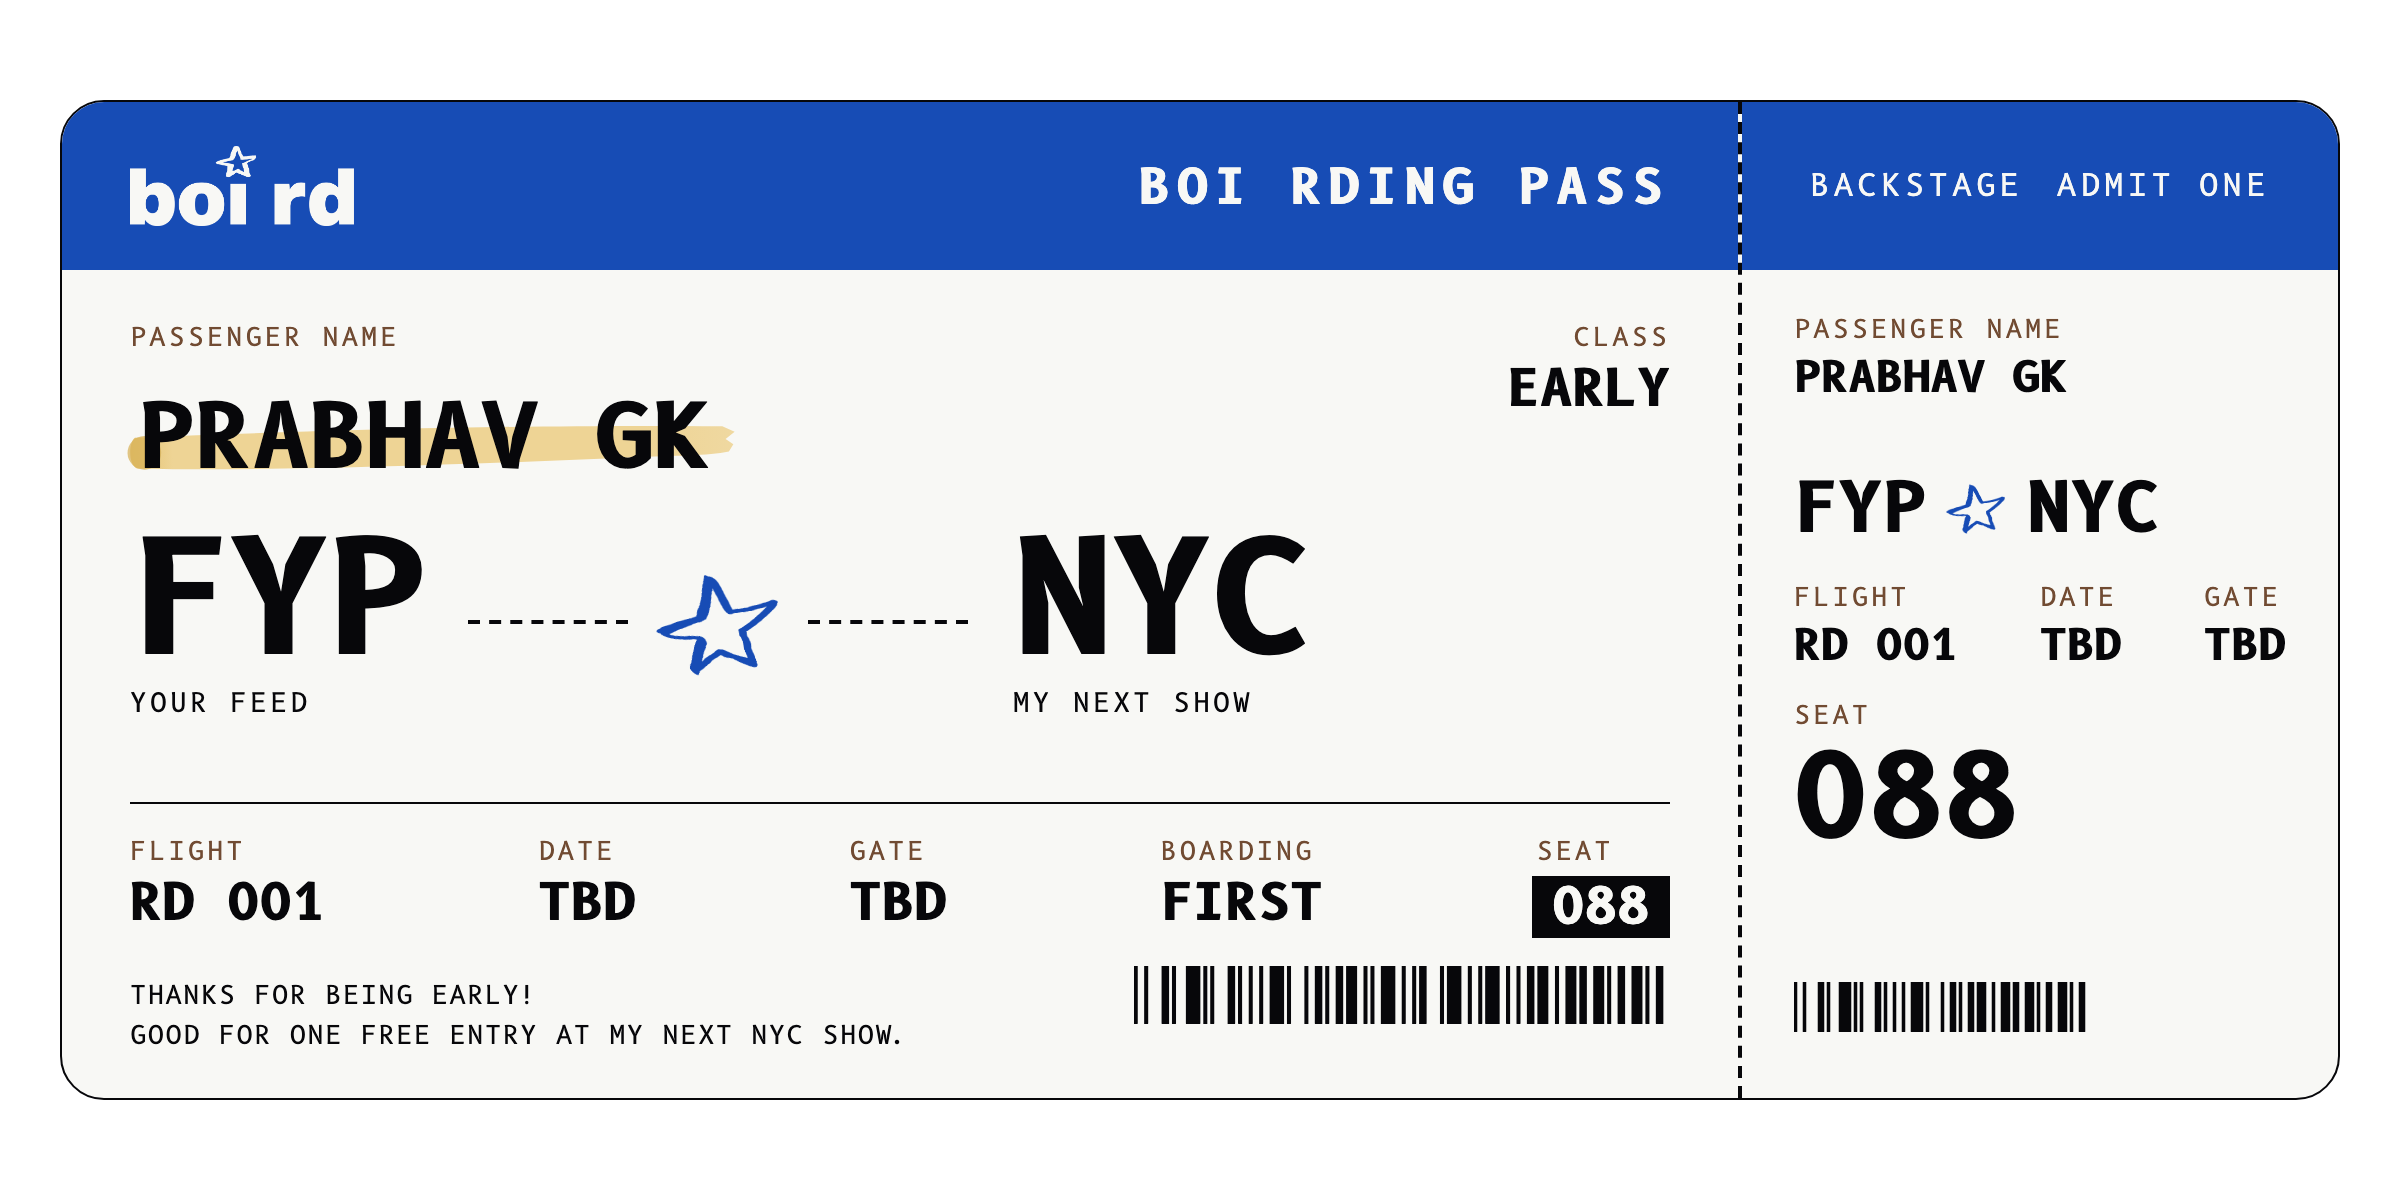 boi rd
BOI RDING PASS
BACKSTAGE ADMIT ONE
PASSENGER NAME
PRABHAV GK
CLASS
EARLY
FYP
NYC
YOUR FEED
MY NEXT SHOW
FLIGHT DATE GATE BOARDING SEAT
RD 001 TBD TBD FIRST 088
THANKS FOR BEING EARLY!
GOOD FOR ONE FREE ENTRY AT MY NEXT NYC SHOW.
PASSENGER NAME
PRABHAV GK
FYP NYC
FLIGHT DATE GATE
RD 001 TBD TBD
SEAT
088